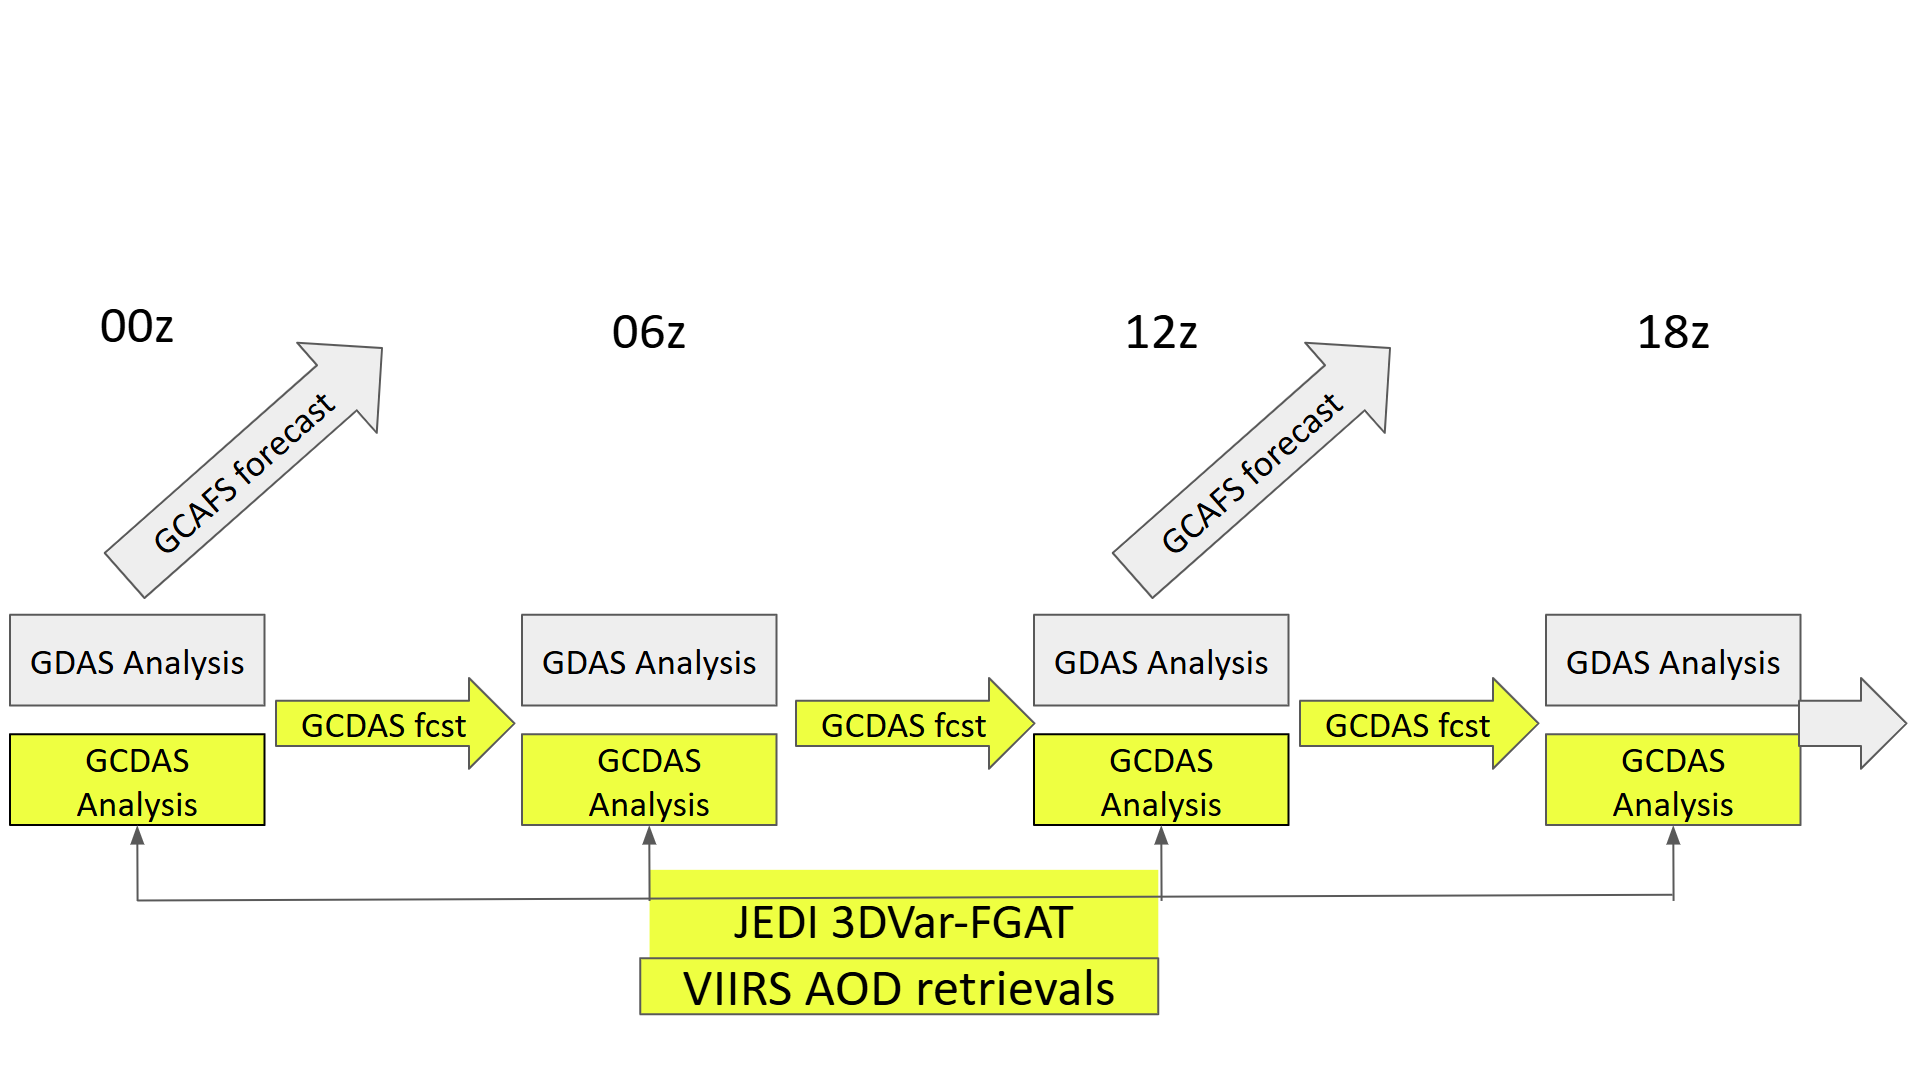 00z
06z
12z
18z
GCAFS forecast
GCAFS forecast
GDAS Analysis
GDAS Analysis
GDAS Analysis
GDAS Analysis
GCDAS fcst
GCDAS fcst
GCDAS fcst
GCDAS
Analysis
GCDAS
Analysis
GCDAS
Analysis
GCDAS
Analysis
JEDI 3DVar-FGAT
VIIRS AOD retrievals